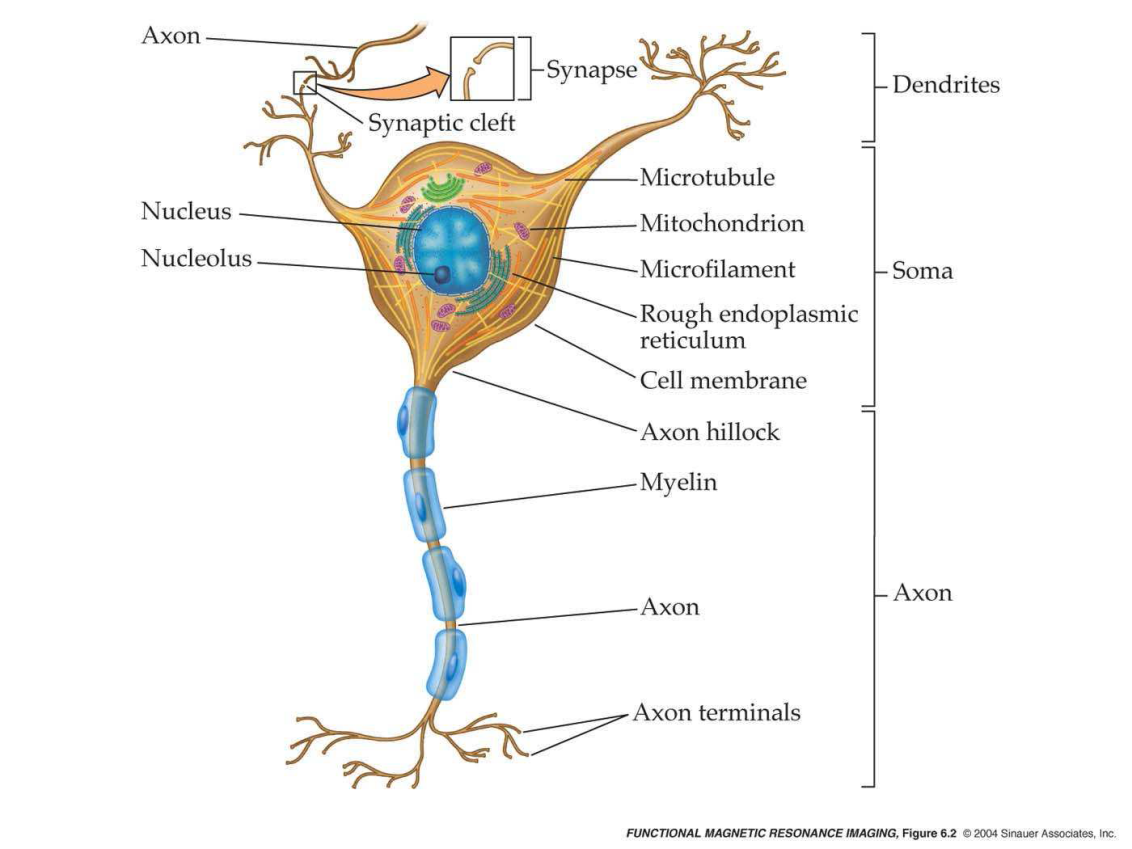 Axon
Synapse
Synaptic cleft
Dendrites
Microtubule
Nucleus
Mitochondrion
Nucleolus
Microfilament
Soma
Rough endoplasmic
reticulum
Cell membrane
Axon hillock
Myelin
Axon
Axon
Axon terminals
FUNCTIONAL MAGNETIC RESONANCE IMAGING, Figure 6.2 © 2004 Sinauer Associates, Inc.